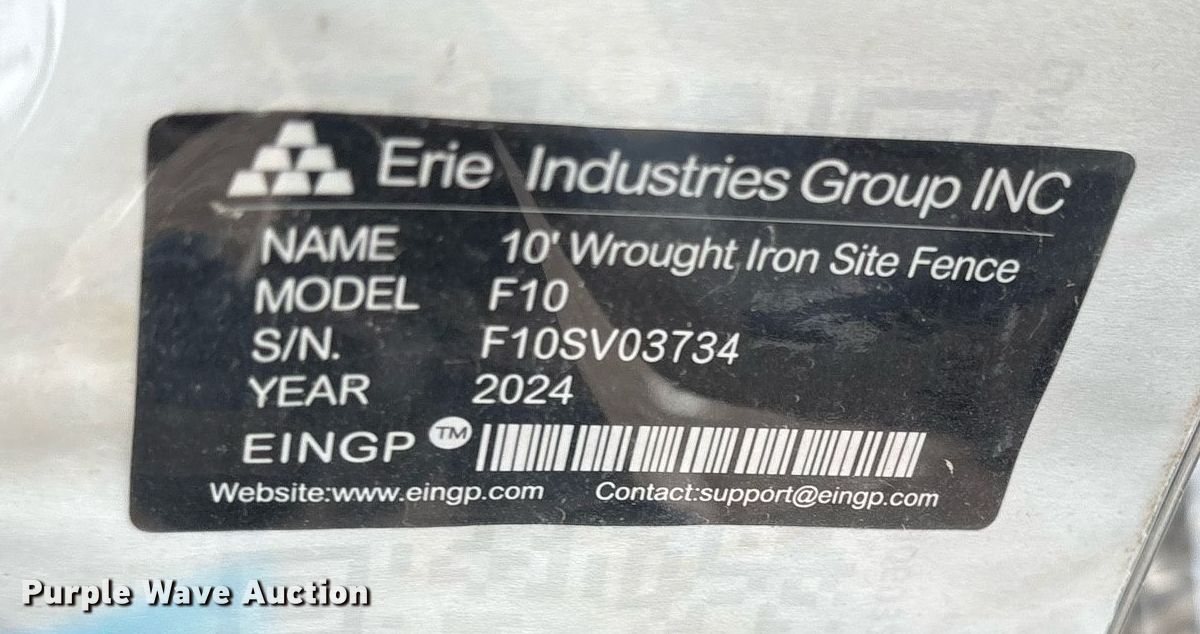 Erie Industries Group INC
NAME 10' Wrought Iron Site Fence
MODEL F10
S/N. F10SV03734
YEAR 2024
EINGP TM
Website:www.eingp.com Contact:support@eingp.com
Purple Wave Auction